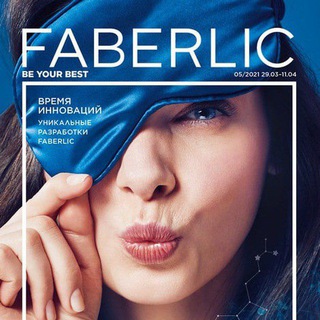 FABERLIC
BE YOUR BEST
05/2021 29.03-11.04
ВРЕМЯ
ИННОВАЦИЙ
УНИКАЛЬНЫЕ
РАЗРАБОТКИ
FABERLIC